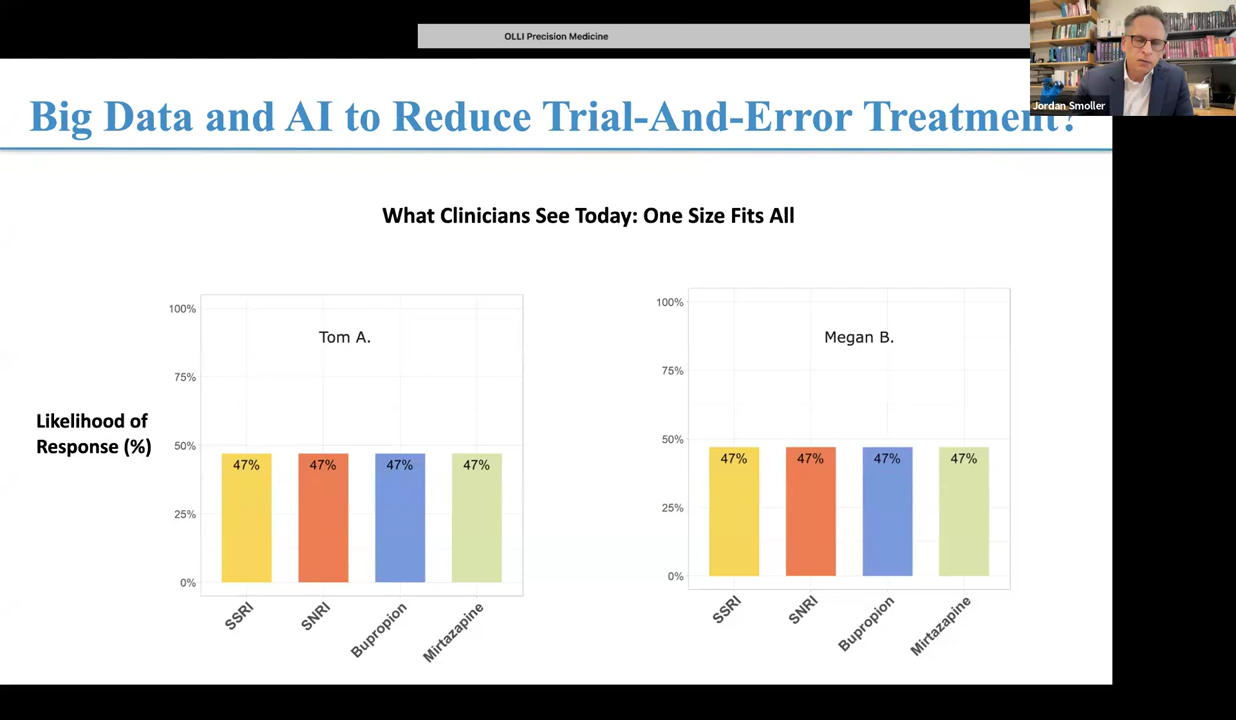 OLLI Precision Medicine
Jordan Smoller
Big Data and AI to Reduce Trial-And-Error Treatment?
What Clinicians See Today: One Size Fits All
Likelihood of
Response (%)
Tom A.
100%
75%
50%
25%
0%
47% 47% 47% 47%
SSRI SNRI Bupropion Mirtazapine
Megan B.
100%
75%
50%
25%
0%
47% 47% 47% 47%
SSRI SNRI Bupropion Mirtazapine